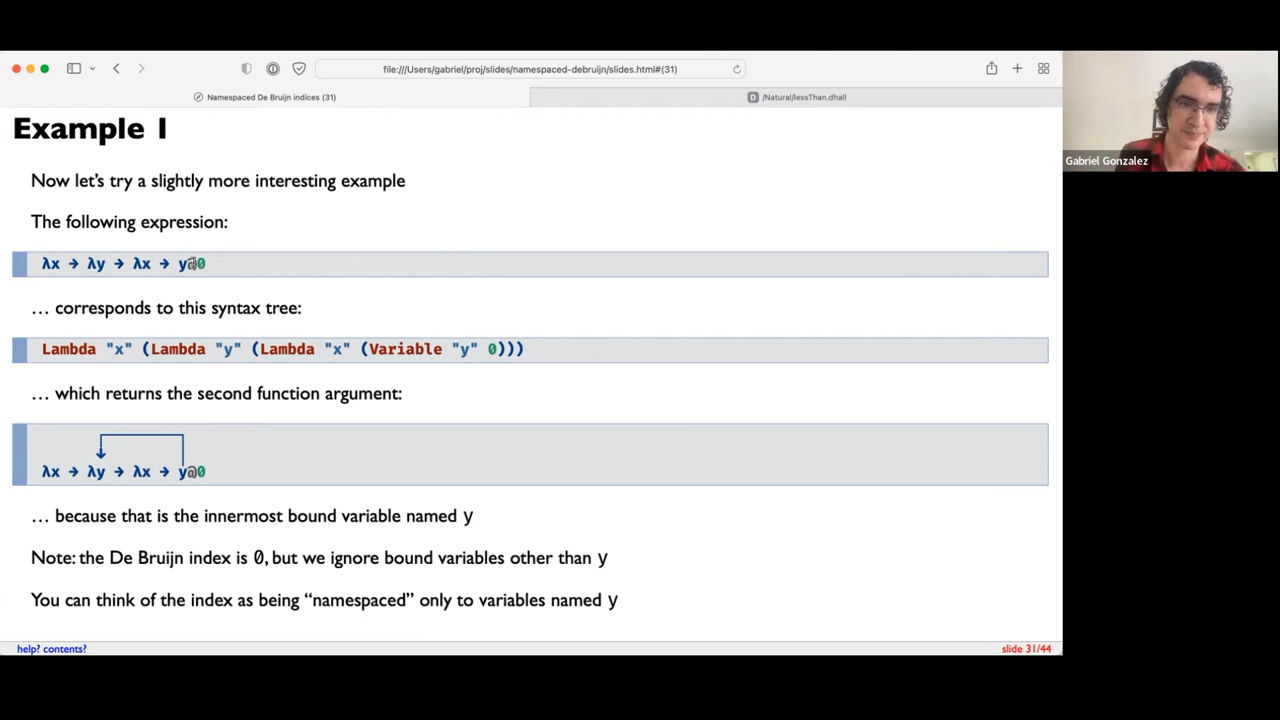 file:///Users/gabriel/proj/slides/namespaced-debruijn/slides.html#(31)
Namespaced De Bruijn indices (31)
D /Natural/lessThan.dhall
Gabriel Gonzalez
Example 1
Now let's try a slightly more interesting example
The following expression:
λx → λy → λx → y@0
… corresponds to this syntax tree:
Lambda "x" (Lambda "y" (Lambda "x" (Variable "y" 0)))
… which returns the second function argument:
λx → λy → λx → y@0
… because that is the innermost bound variable named y
Note: the De Bruijn index is 0, but we ignore bound variables other than y
You can think of the index as being “namespaced” only to variables named y
help? contents?
slide 31/44